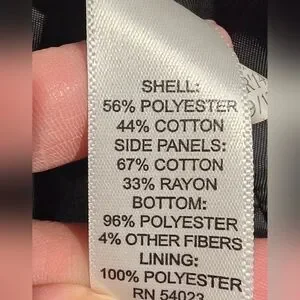 SHELL:
56% POLYESTER
44% COTTON
SIDE PANELS:
67% COTTON
33% RAYON
BOTTOM:
96% POLYESTER
4% OTHER FIBERS
LINING:
100% POLYESTER
RN 54023